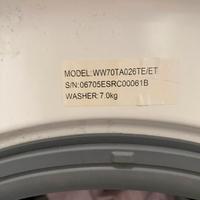 MODEL:WW70TA026TE/ET
S/N:06705ESRC00061B
WASHER:7.0kg